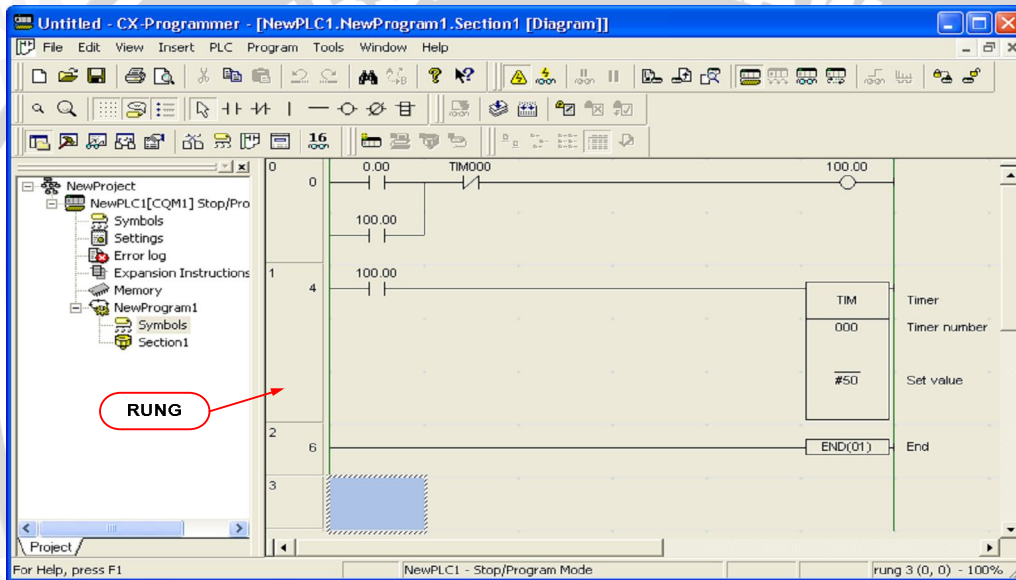 Untitled - CX-Programmer - [NewPLC1.NewProgram1.Section1 [Diagram]]
File Edit View Insert PLC Program Tools Window Help
16
NewProject
NewPLC1[CQM1] Stop/Pro
Symbols
Settings
Error log
Expansion Instructions
Memory
NewProgram1
Symbols
Section1
Project
RUNG
0
0
0.00 TIM000 100.00
100.00
1
4
100.00
TIM Timer
000 Timer number
#50 Set value
2
6
END(01) End
3
For Help, press F1 NewPLC1 - Stop/Program Mode rung 3 (0, 0) - 100%